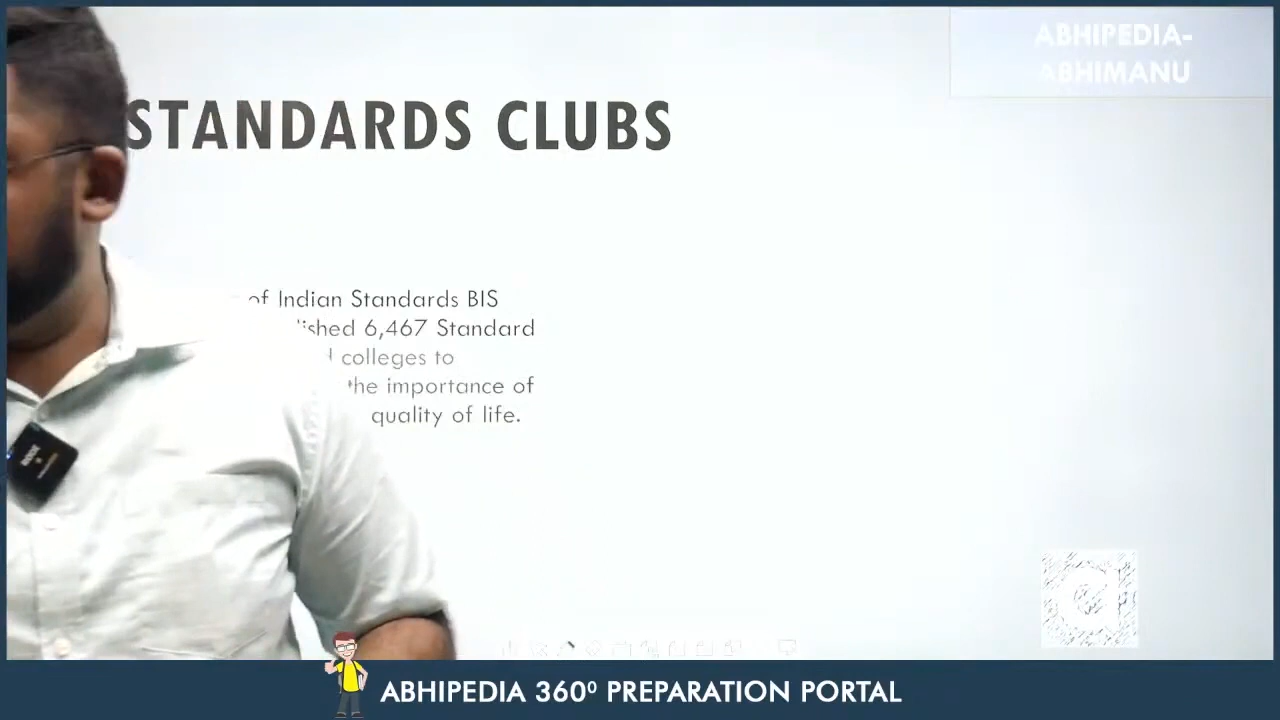 ABHIPEDIA-
ABHIMANU
STANDARDS CLUBS
of Indian Standards BIS
6,467 Standard
colleges to
the importance of
quality of life.
ABHIPEDIA 360⁰ PREPARATION PORTAL